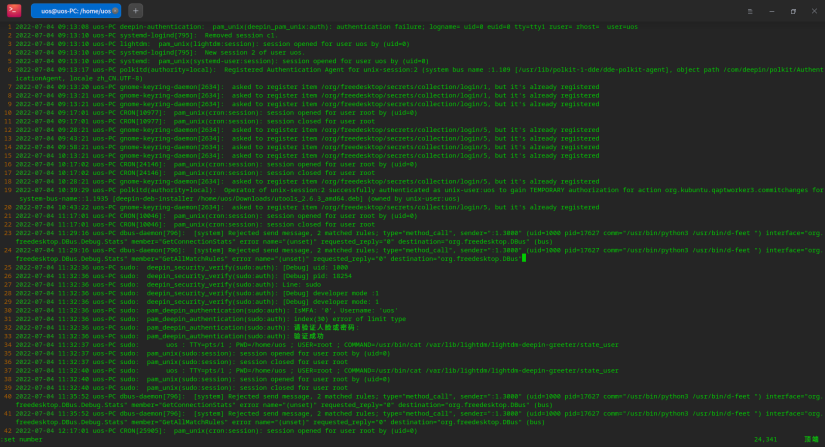 uos@uos-PC: /home/uos
1 2022-07-04 09:13:08 uos-PC deepin-authentication:  pam_unix(deepin_pam_unix:auth): authentication failure; logname= uid=0 euid=0 tty=tty1 ruser= rhost=  user=uos
2 2022-07-04 09:13:10 uos-PC systemd-logind[795]:  Removed session c1.
3 2022-07-04 09:13:10 uos-PC lightdm:  pam_unix(lightdm:session): session opened for user uos by (uid=0)
4 2022-07-04 09:13:10 uos-PC systemd-logind[795]:  New session 2 of user uos.
5 2022-07-04 09:13:10 uos-PC systemd:  pam_unix(systemd-user:session): session opened for user uos by (uid=0)
6 2022-07-04 09:13:17 uos-PC polkitd(authority=local):  Registered Authentication Agent for unix-session:2 (system bus name :1.109 [/usr/lib/polkit-1-dde/dde-polkit-agent], object path /com/deepin/polkit/Authent
icationAgent, locale zh_CN.UTF-8)
7 2022-07-04 09:13:20 uos-PC gnome-keyring-daemon[2634]:  asked to register item /org/freedesktop/secrets/collection/login/1, but it's already registered
8 2022-07-04 09:13:21 uos-PC gnome-keyring-daemon[2634]:  asked to register item /org/freedesktop/secrets/collection/login/1, but it's already registered
9 2022-07-04 09:13:21 uos-PC gnome-keyring-daemon[2634]:  asked to register item /org/freedesktop/secrets/collection/login/5, but it's already registered
10 2022-07-04 09:17:01 uos-PC CRON[10977]:  pam_unix(cron:session): session opened for user root by (uid=0)
11 2022-07-04 09:17:01 uos-PC CRON[10977]:  pam_unix(cron:session): session closed for user root
12 2022-07-04 09:28:21 uos-PC gnome-keyring-daemon[2634]:  asked to register item /org/freedesktop/secrets/collection/login/5, but it's already registered
13 2022-07-04 09:43:21 uos-PC gnome-keyring-daemon[2634]:  asked to register item /org/freedesktop/secrets/collection/login/5, but it's already registered
14 2022-07-04 09:58:21 uos-PC gnome-keyring-daemon[2634]:  asked to register item /org/freedesktop/secrets/collection/login/5, but it's already registered
15 2022-07-04 10:13:21 uos-PC gnome-keyring-daemon[2634]:  asked to register item /org/freedesktop/secrets/collection/login/5, but it's already registered
16 2022-07-04 10:17:02 uos-PC CRON[24146]:  pam_unix(cron:session): session opened for user root by (uid=0)
17 2022-07-04 10:17:02 uos-PC CRON[24146]:  pam_unix(cron:session): session closed for user root
18 2022-07-04 10:28:21 uos-PC gnome-keyring-daemon[2634]:  asked to register item /org/freedesktop/secrets/collection/login/5, but it's already registered
19 2022-07-04 10:39:29 uos-PC polkitd(authority=local):  Operator of unix-session:2 successfully authenticated as unix-user:uos to gain TEMPORARY authorization for action org.kubuntu.qaptworker3.commitchanges for
system-bus-name::1.1935 [deepin-deb-installer /home/uos/Downloads/utools_2.6.3_amd64.deb] (owned by unix-user:uos)
20 2022-07-04 10:43:22 uos-PC gnome-keyring-daemon[2634]:  asked to register item /org/freedesktop/secrets/collection/login/5, but it's already registered
21 2022-07-04 11:17:01 uos-PC CRON[10046]:  pam_unix(cron:session): session opened for user root by (uid=0)
22 2022-07-04 11:17:01 uos-PC CRON[10046]:  pam_unix(cron:session): session closed for user root
23 2022-07-04 11:29:16 uos-PC dbus-daemon[796]:  [system] Rejected send message, 2 matched rules; type="method_call", sender=":1.3080" (uid=1000 pid=17627 comm="/usr/bin/python3 /usr/bin/d-feet ") interface="org
.freedesktop.DBus.Debug.Stats" member="GetConnectionStats" error name="(unset)" requested_reply="0" destination="org.freedesktop.DBus" (bus)
24 2022-07-04 11:29:16 uos-PC dbus-daemon[796]:  [system] Rejected send message, 2 matched rules; type="method_call", sender=":1.3080" (uid=1000 pid=17627 comm="/usr/bin/python3 /usr/bin/d-feet ") interface="org
.freedesktop.DBus.Debug.Stats" member="GetAllMatchRules" error name="(unset)" requested_reply="0" destination="org.freedesktop.DBus"
25 2022-07-04 11:32:36 uos-PC sudo:  deepin_security_verify(sudo:auth): [Debug] uid: 1000
26 2022-07-04 11:32:36 uos-PC sudo:  deepin_security_verify(sudo:auth): [Debug] pid: 18254
27 2022-07-04 11:32:36 uos-PC sudo:  deepin_security_verify(sudo:auth): Line: sudo
28 2022-07-04 11:32:36 uos-PC sudo:  deepin_security_verify(sudo:auth): [Debug] developer mode :1
29 2022-07-04 11:32:36 uos-PC sudo:  deepin_security_verify(sudo:auth): [Debug] developer mode: 1
30 2022-07-04 11:32:36 uos-PC sudo:  pam_deepin_authentication(sudo:auth): IsMFA: '0', Username: 'uos'
31 2022-07-04 11:32:36 uos-PC sudo:  pam_deepin_authentication(sudo:auth): index(30) error of limit type
32 2022-07-04 11:32:36 uos-PC sudo:  pam_deepin_authentication(sudo:auth): 请验证人脸或密码:
33 2022-07-04 11:32:36 uos-PC sudo:  pam_deepin_authentication(sudo:auth): 验证成功
34 2022-07-04 11:32:37 uos-PC sudo:       uos : TTY=pts/1 ; PWD=/home/uos ; USER=root ; COMMAND=/usr/bin/cat /var/lib/lightdm/lightdm-deepin-greeter/state_user
35 2022-07-04 11:32:37 uos-PC sudo:  pam_unix(sudo:session): session opened for user root by (uid=0)
36 2022-07-04 11:32:37 uos-PC sudo:  pam_unix(sudo:session): session closed for user root
37 2022-07-04 11:32:40 uos-PC sudo:       uos : TTY=pts/1 ; PWD=/home/uos ; USER=root ; COMMAND=/usr/bin/cat /var/lib/lightdm/lightdm-deepin-greeter/state_user
38 2022-07-04 11:32:40 uos-PC sudo:  pam_unix(sudo:session): session opened for user root by (uid=0)
39 2022-07-04 11:32:40 uos-PC sudo:  pam_unix(sudo:session): session closed for user root
40 2022-07-04 11:35:52 uos-PC dbus-daemon[796]:  [system] Rejected send message, 2 matched rules; type="method_call", sender=":1.3080" (uid=1000 pid=17627 comm="/usr/bin/python3 /usr/bin/d-feet ") interface="org
.freedesktop.DBus.Debug.Stats" member="GetConnectionStats" error name="(unset)" requested_reply="0" destination="org.freedesktop.DBus" (bus)
41 2022-07-04 11:35:52 uos-PC dbus-daemon[796]:  [system] Rejected send message, 2 matched rules; type="method_call", sender=":1.3080" (uid=1000 pid=17627 comm="/usr/bin/python3 /usr/bin/d-feet ") interface="org
.freedesktop.DBus.Debug.Stats" member="GetAllMatchRules" error name="(unset)" requested_reply="0" destination="org.freedesktop.DBus" (bus)
42 2022-07-04 12:17:01 uos-PC CRON[25905]:  pam_unix(cron:session): session opened for user root by (uid=0)
:set number 24,341 顶端